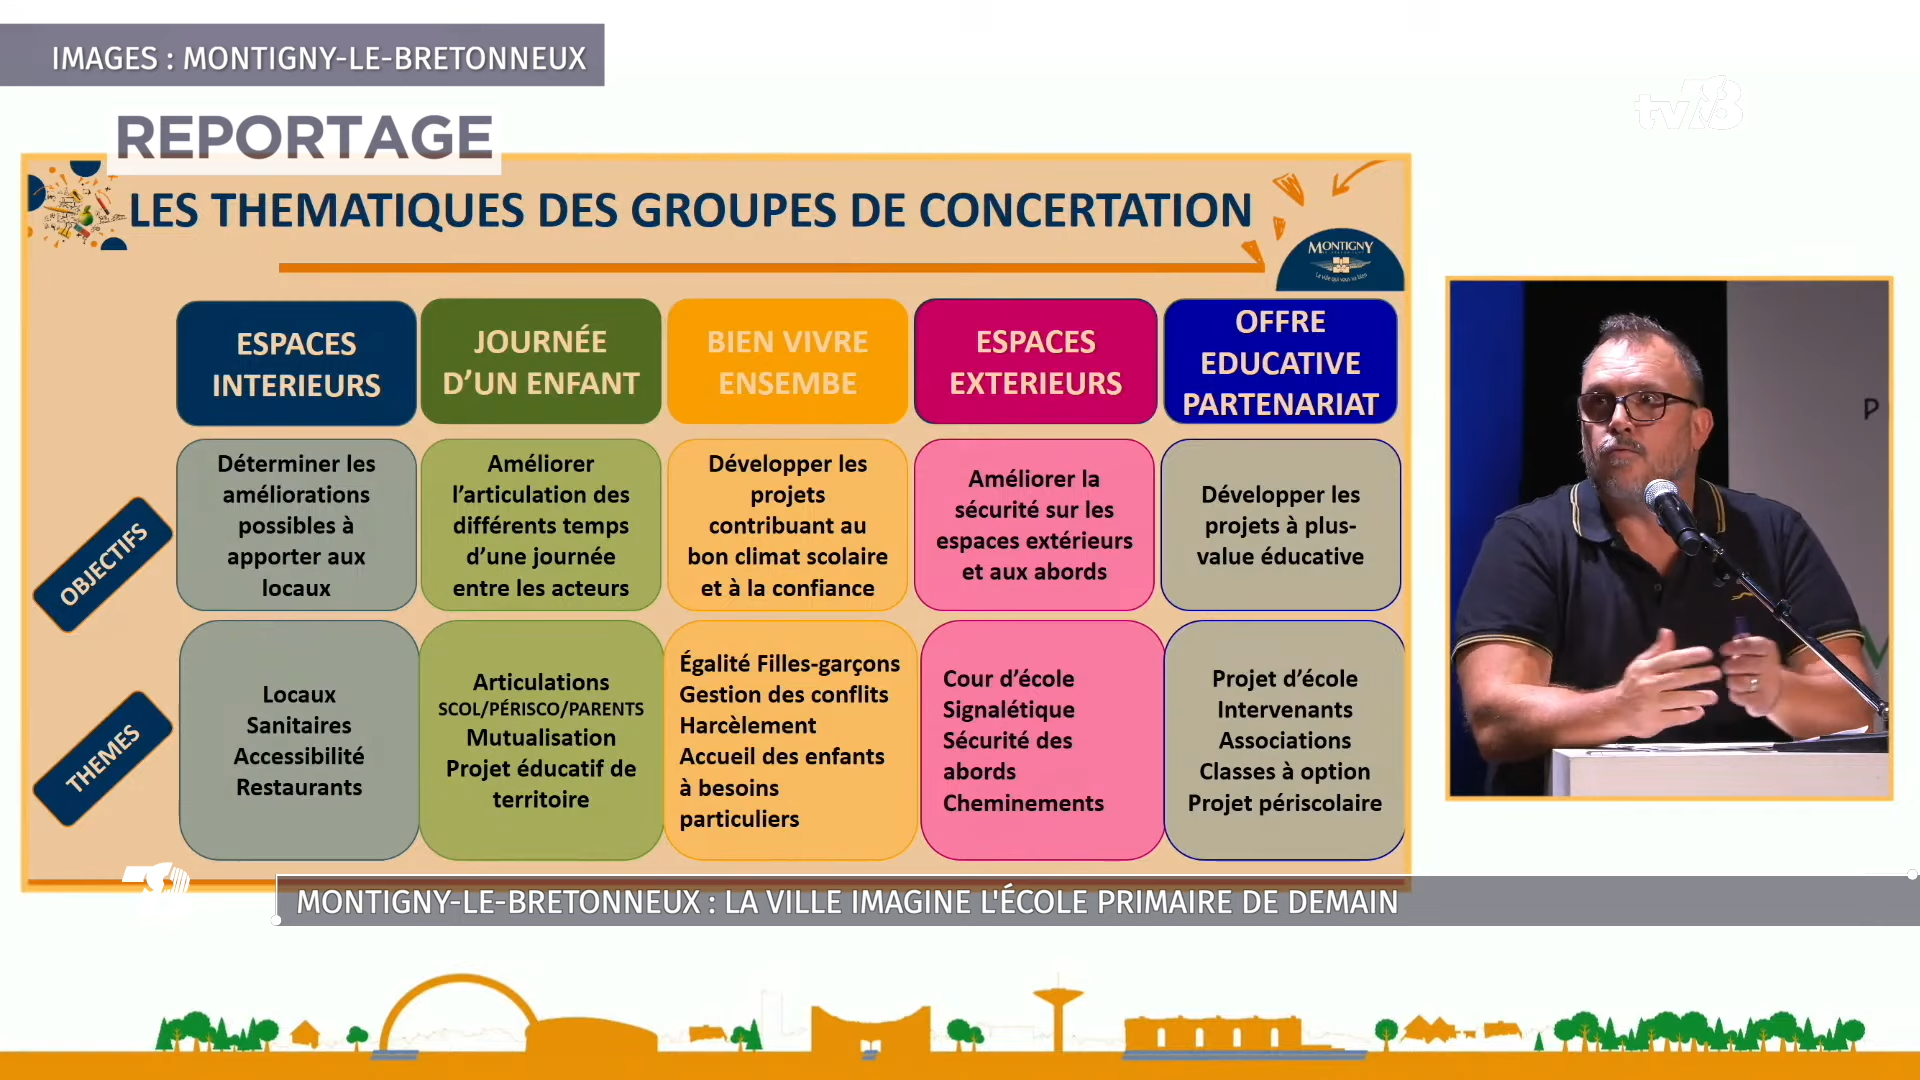 IMAGES : MONTIGNY-LE-BRETONNEUX
tv78
REPORTAGE
LES THEMATIQUES DES GROUPES DE CONCERTATION
MONTIGNY
ESPACES
INTERIEURS
JOURNÉE
D’UN ENFANT
BIEN VIVRE
ENSEMBE
ESPACES
EXTERIEURS
OFFRE
EDUCATIVE
PARTENARIAT
OBJECTIFS
Déterminer les
améliorations
possibles à
apporter aux
locaux
Améliorer
l’articulation des
différents temps
d’une journée
entre les acteurs
Développer les
projets
contribuant au
bon climat scolaire
et à la confiance
Améliorer la
sécurité sur les
espaces extérieurs
et aux abords
Développer les
projets à plus-
value éducative
THEMES
Locaux
Sanitaires
Accessibilité
Restaurants
Articulations
SCOL/PÉRISCO/PARENTS
Mutualisation
Projet éducatif de
territoire
Égalité Filles-garçons
Gestion des conflits
Harcèlement
Accueil des enfants
à besoins
particuliers
Cour d’école
Signalétique
Sécurité des
abords
Cheminements
Projet d’école
Intervenants
Associations
Classes à option
Projet périscolaire
P
78
MONTIGNY-LE-BRETONNEUX : LA VILLE IMAGINE L'ÉCOLE PRIMAIRE DE DEMAIN